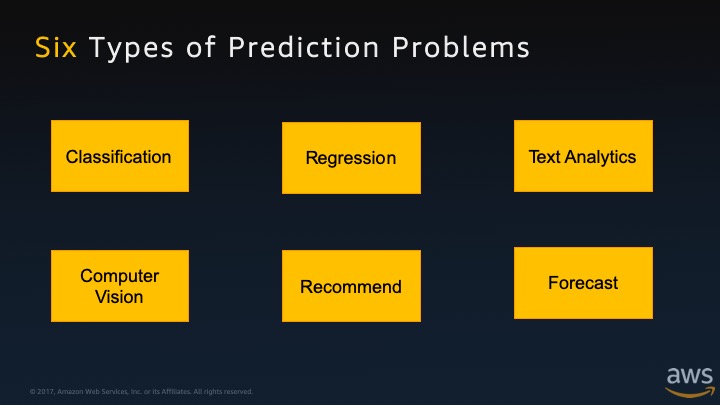 Six Types of Prediction Problems
Classification
Regression
Text Analytics
Computer
Vision
Recommend
Forecast
© 2017, Amazon Web Services, Inc. or its Affiliates. All rights reserved.
aws